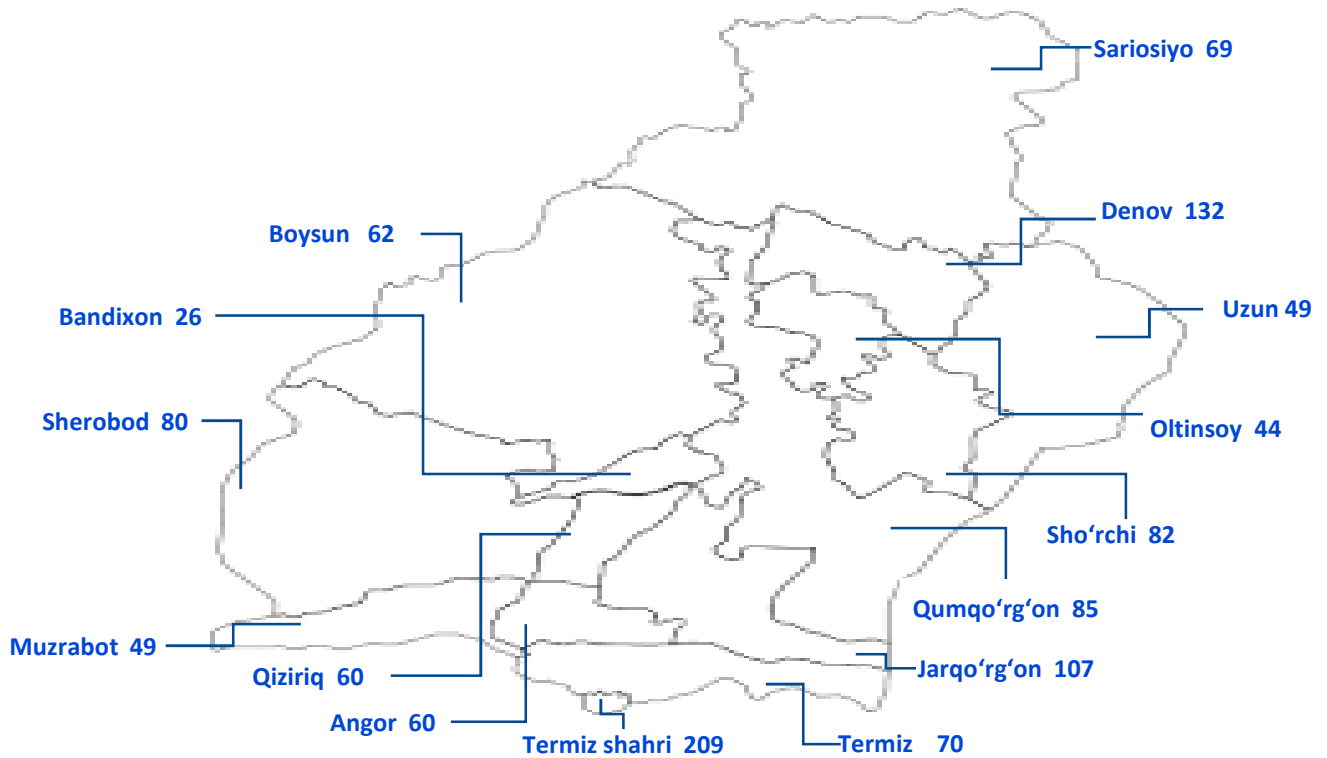 Sariosiyo 69
Denov 132
Boysun 62
Uzun 49
Bandixon 26
Sherobod 80
Oltinsoy 44
Sho‘rchi 82
Qumqo‘rg‘on 85
Muzrabot 49
Qiziriq 60
Jarqo‘rg‘on 107
Angor 60
Termiz shahri 209
Termiz 70